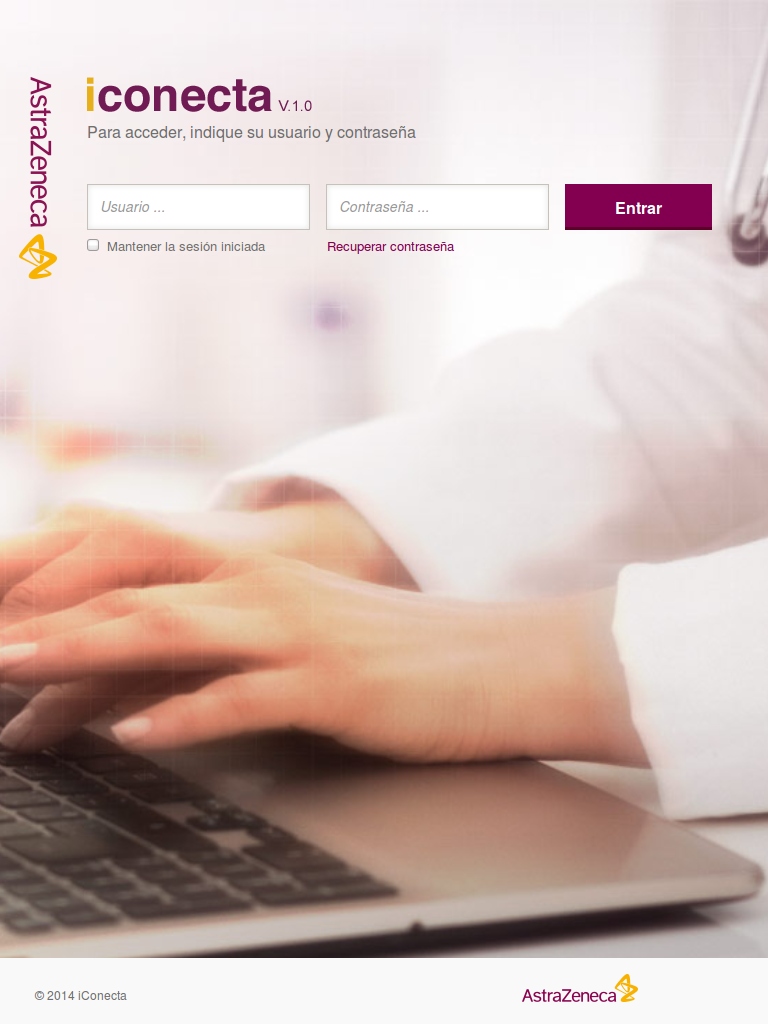 AstraZeneca
iconecta V.1.0
Para acceder, indique su usuario y contraseña
Usuario ...
Contraseña ...
Entrar
Mantener la sesión iniciada
Recuperar contraseña
© 2014 iConecta
AstraZeneca